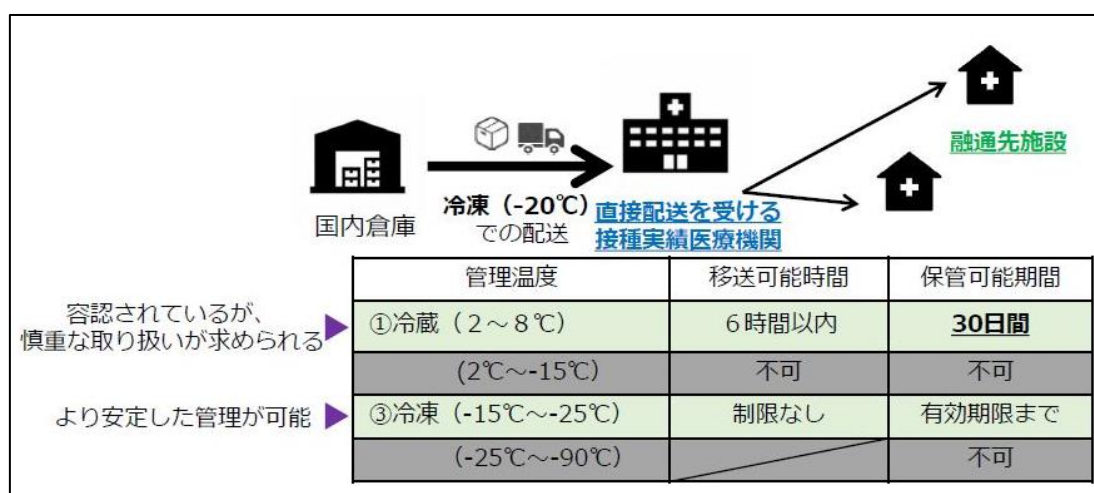 融通先施設
国内倉庫
冷凍（-20℃）
での配送
直接配送を受ける
接種実績医療機関
管理温度 移送可能時間 保管可能期間
容認されているが、
慎重な取り扱いが求められる
①冷蔵（2～8℃） 6時間以内 30日間
(2℃～-15℃) 不可 不可
より安定した管理が可能
③冷凍（-15℃～-25℃） 制限なし 有効期限まで
(-25℃～-90℃) 不可